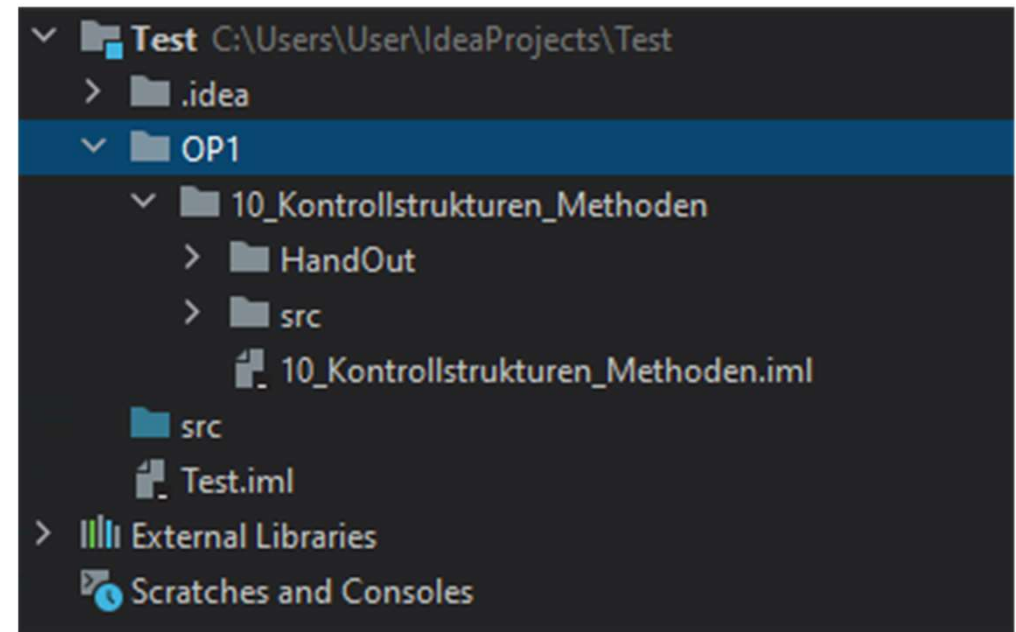 Test C:\Users\User\IdeaProjects\Test
.idea
OP1
10_Kontrollstrukturen_Methoden
HandOut
src
10_Kontrollstrukturen_Methoden.iml
src
Test.iml
External Libraries
Scratches and Consoles